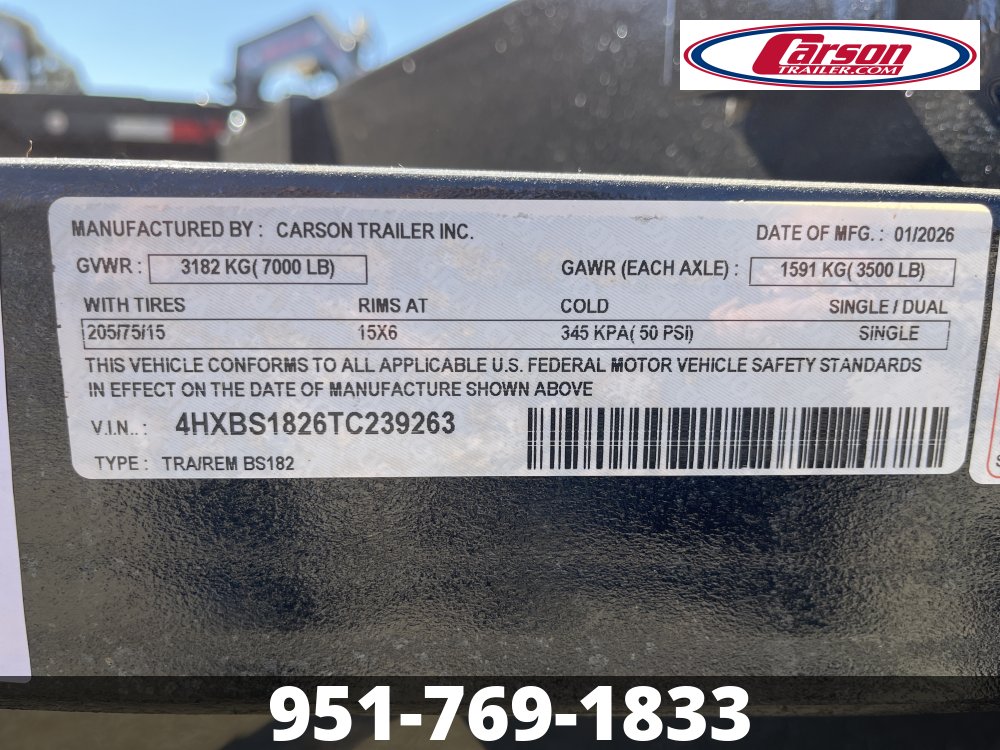 Carson
TRAILER.COM
MANUFACTURED BY : CARSON TRAILER INC. DATE OF MFG. : 01/2026
GVWR : 3182 KG( 7000 LB) GAWR (EACH AXLE) : 1591 KG( 3500 LB)
WITH TIRES RIMS AT COLD SINGLE / DUAL
205/75/15 15X6 345 KPA( 50 PSI) SINGLE
THIS VEHICLE CONFORMS TO ALL APPLICABLE U.S. FEDERAL MOTOR VEHICLE SAFETY STANDARDS
IN EFFECT ON THE DATE OF MANUFACTURE SHOWN ABOVE
V.I.N.. : 4HXBS1826TC239263
TYPE : TRA/REM BS182
951-769-1833